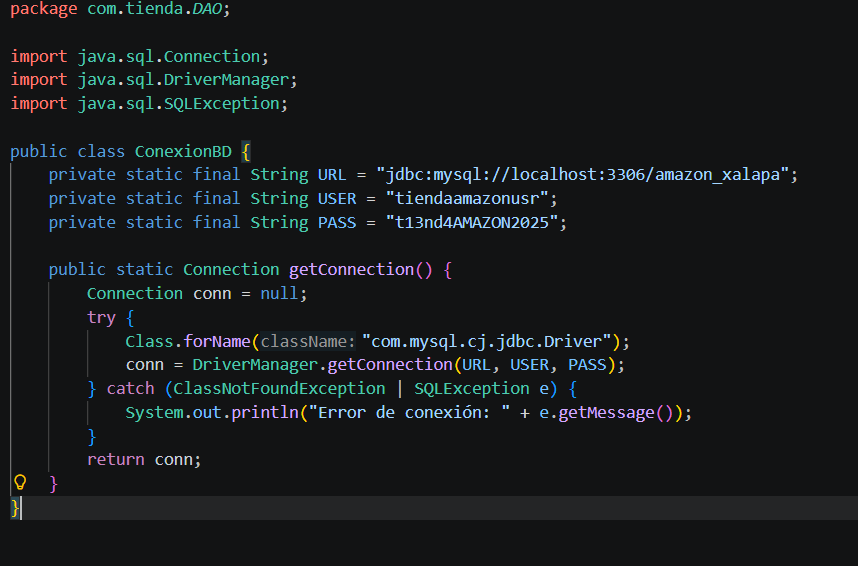 package com.tienda.DAO;
import java.sql.Connection;
import java.sql.DriverManager;
import java.sql.SQLException;
public class ConexionBD {
    private static final String URL = "jdbc:mysql://localhost:3306/amazon_xalapa";
    private static final String USER = "tiendaamazonusr";
    private static final String PASS = "t13nd4AMAZON2025";
    public static Connection getConnection() {
        Connection conn = null;
        try {
            Class.forName(className: "com.mysql.cj.jdbc.Driver");
            conn = DriverManager.getConnection(URL, USER, PASS);
        } catch (ClassNotFoundException | SQLException e) {
            System.out.println("Error de conexión: " + e.getMessage());
        }
        return conn;
    }
}